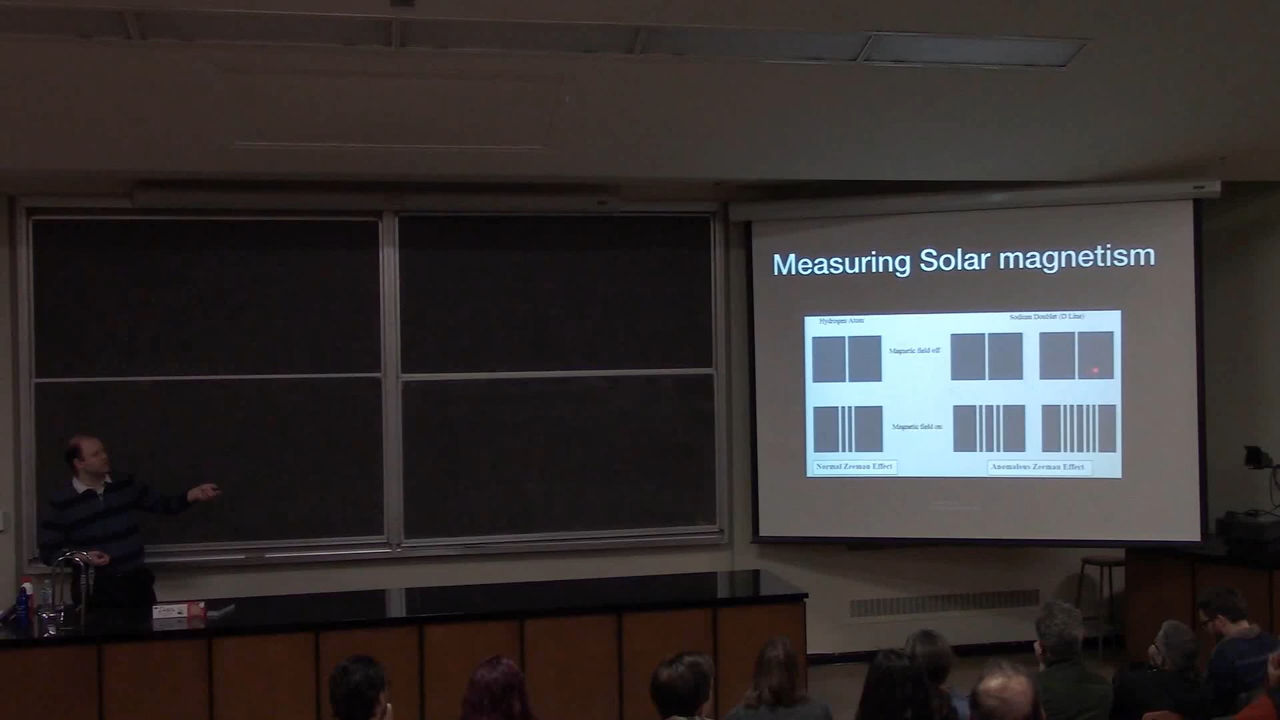 Measuring Solar magnetism
Hydrogen Atom
Sodium Doublet (D Line)
Magnetic field off
Magnetic field on
Normal Zeeman Effect
Anomalous Zeeman Effect